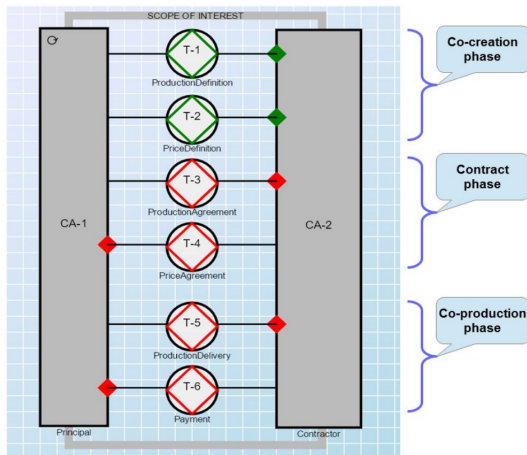 SCOPE OF INTEREST
T-1
ProductionDefinition
Co-creation
phase
T-2
PriceDefinition
T-3
ProductionAgreement
Contract
phase
CA-1
CA-2
T-4
PriceAgreement
T-5
ProductionDelivery
Co-production
phase
T-6
Payment
Principal
Contractor